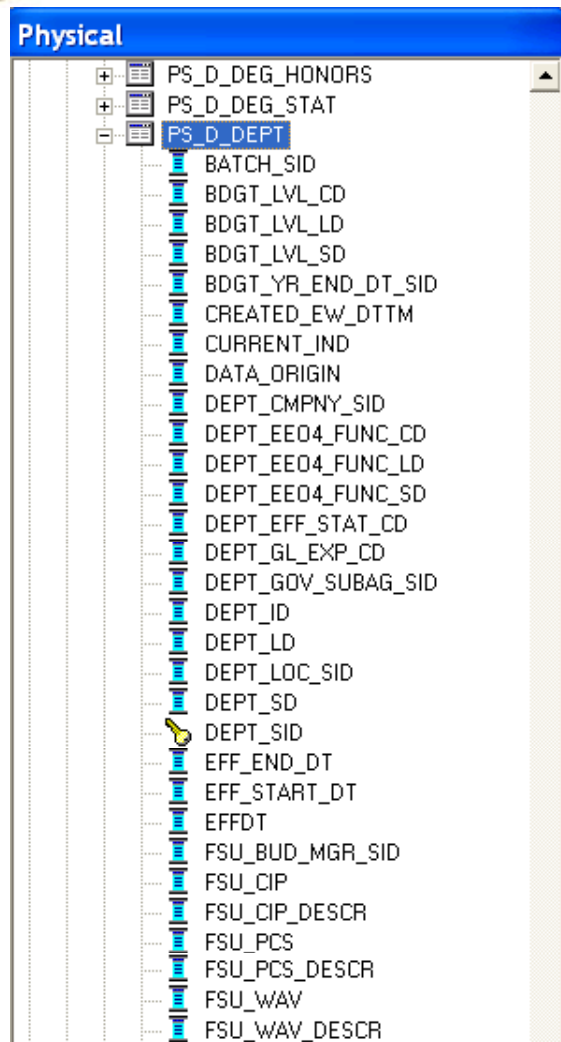 Physical
PS_D_DEG_HONORS
PS_D_DEG_STAT
PS_D_DEPT
BATCH_SID
BDGT_LVL_CD
BDGT_LVL_LD
BDGT_LVL_SD
BDGT_YR_END_DT_SID
CREATED_EW_DTTM
CURRENT_IND
DATA_ORIGIN
DEPT_CMPNY_SID
DEPT_EEO4_FUNC_CD
DEPT_EEO4_FUNC_LD
DEPT_EEO4_FUNC_SD
DEPT_EFF_STAT_CD
DEPT_GL_EXP_CD
DEPT_GOV_SUBAG_SID
DEPT_ID
DEPT_LD
DEPT_LOC_SID
DEPT_SD
DEPT_SID
EFF_END_DT
EFF_START_DT
EFFDT
FSU_BUD_MGR_SID
FSU_CIP
FSU_CIP_DESCR
FSU_PCS
FSU_PCS_DESCR
FSU_WAV
FSU_WAV_DESCR